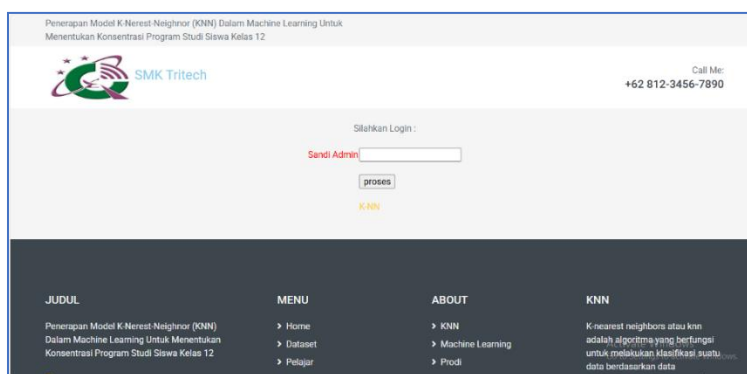 Penerapan Model K-Nerest-Neighnor (KNN) Dalam Machine Learning Untuk
Menentukan Konsentrasi Program Studi Siswa Kelas 12
SMK Tritech
Call Me:
+62 812-3456-7890
Silahkan Login :
Sandi Admin
proses
K-NN
JUDUL
Penerapan Model K-Nerest-Neighnor (KNN)
Dalam Machine Learning Untuk Menentukan
Konsentrasi Program Studi Siswa Kelas 12
MENU
> Home
> Dataset
> Pelajar
ABOUT
> KNN
> Machine Learning
> Prodi
KNN
K-nearest neighbors atau knn
adalah algoritma yang berfungsi
untuk melakukan klasifikasi suatu
data berdasarkan data
Activate Windows